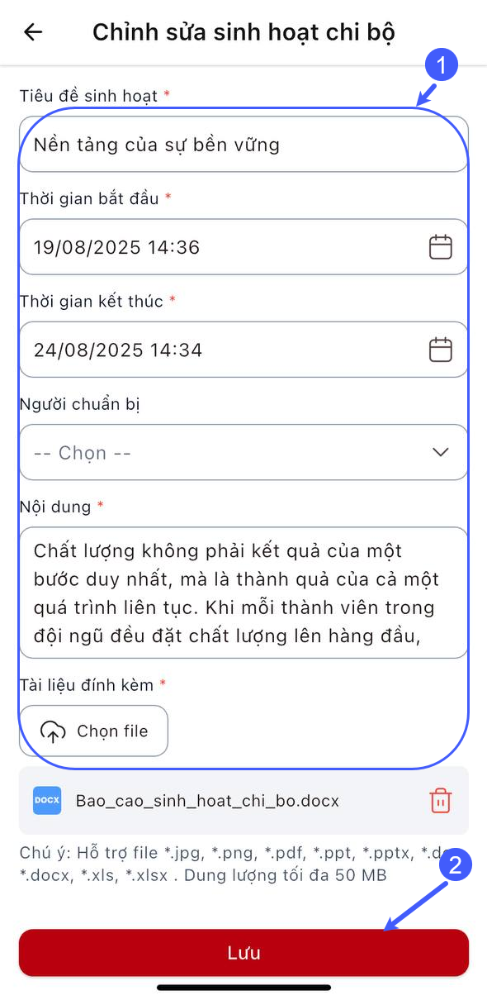 Chỉnh sửa sinh hoạt chi bộ
1
Tiêu đề sinh hoạt *
Nền tảng của sự bền vững
Thời gian bắt đầu *
19/08/2025 14:36
Thời gian kết thúc *
24/08/2025 14:34
Người chuẩn bị
-- Chọn --
Nội dung *
Chất lượng không phải kết quả của một
bước duy nhất, mà là thành quả của cả một
quá trình liên tục. Khi mỗi thành viên trong
đội ngũ đều đặt chất lượng lên hàng đầu,
Tài liệu đính kèm *
Chọn file
DOCX Bao_cao_sinh_hoat_chi_bo.docx
Chú ý: Hỗ trợ file *.jpg, *.png, *.pdf, *.ppt, *.pptx,
2
*.docx, *.xls, *.xlsx . Dung lượng tối đa 50 MB
Lưu